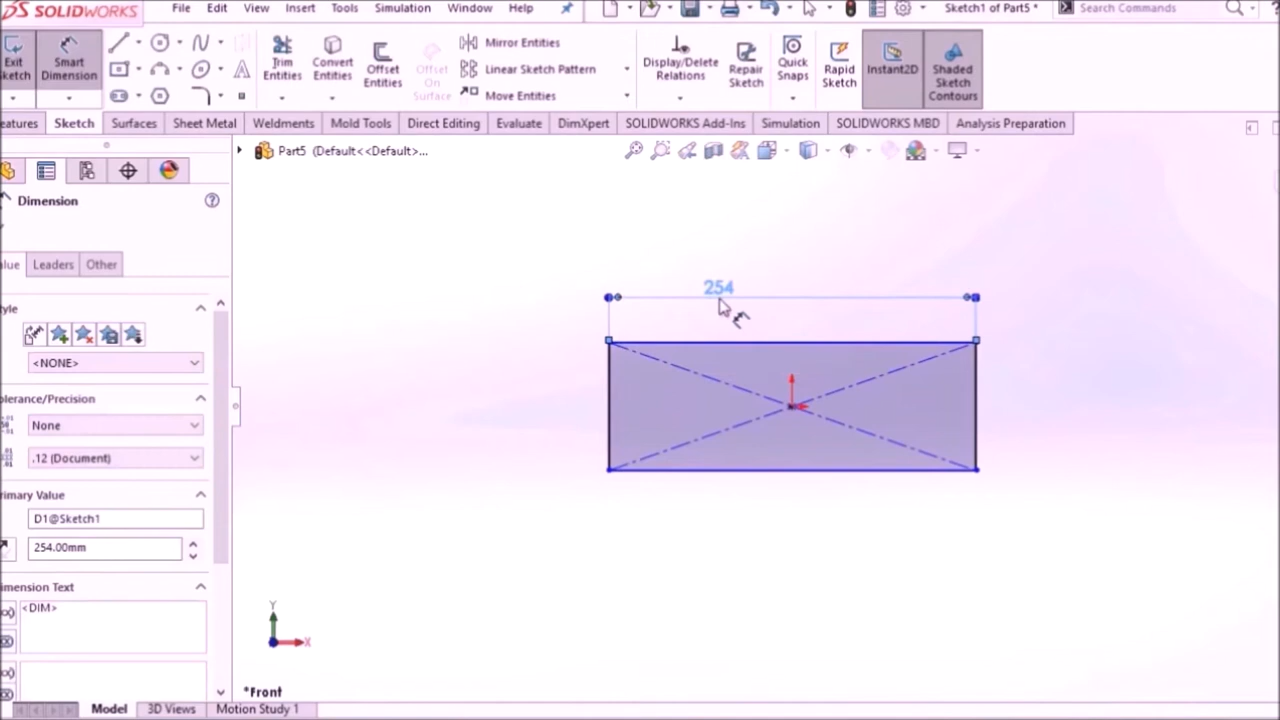 SOLIDWORKS File Edit View Insert Tools Simulation Window Help Sketch1 of Part5 * Search Commands
Exit Sketch
Smart Dimension
Trim Entities
Convert Entities
Offset Entities
Offset On Surface
Mirror Entities
Linear Sketch Pattern
Move Entities
Display/Delete Relations
Repair Sketch
Quick Snaps
Rapid Sketch
Instant2D
Shaded Sketch Contours
eatures Sketch Surfaces Sheet Metal Weldments Mold Tools Direct Editing Evaluate DimXpert SOLIDWORKS Add-Ins Simulation SOLIDWORKS MBD Analysis Preparation
Part5 (Default<<Default>...
Dimension
alue Leaders Other
tyle
<NONE>
olerance/Precision
None
.12 (Document)
rimary Value
D1@Sketch1
254.00mm
imension Text
<DIM>
254
Y
X
*Front
Model 3D Views Motion Study 1